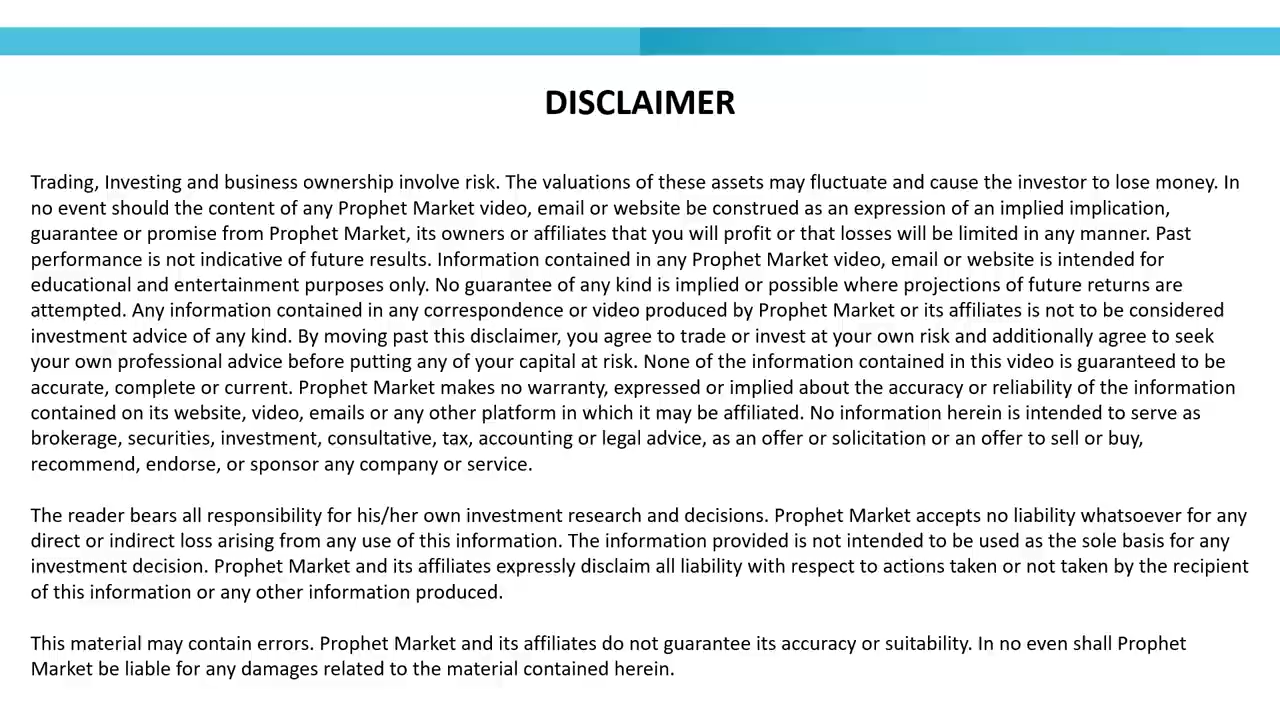 DISCLAIMER
Trading, Investing and business ownership involve risk. The valuations of these assets may fluctuate and cause the investor to lose money. In
no event should the content of any Prophet Market video, email or website be construed as an expression of an implied implication,
guarantee or promise from Prophet Market, its owners or affiliates that you will profit or that losses will be limited in any manner. Past
performance is not indicative of future results. Information contained in any Prophet Market video, email or website is intended for
educational and entertainment purposes only. No guarantee of any kind is implied or possible where projections of future returns are
attempted. Any information contained in any correspondence or video produced by Prophet Market or its affiliates is not to be considered
investment advice of any kind. By moving past this disclaimer, you agree to trade or invest at your own risk and additionally agree to seek
your own professional advice before putting any of your capital at risk. None of the information contained in this video is guaranteed to be
accurate, complete or current. Prophet Market makes no warranty, expressed or implied about the accuracy or reliability of the information
contained on its website, video, emails or any other platform in which it may be affiliated. No information herein is intended to serve as
brokerage, securities, investment, consultative, tax, accounting or legal advice, as an offer or solicitation or an offer to sell or buy,
recommend, endorse, or sponsor any company or service.
The reader bears all responsibility for his/her own investment research and decisions. Prophet Market accepts no liability whatsoever for any
direct or indirect loss arising from any use of this information. The information provided is not intended to be used as the sole basis for any
investment decision. Prophet Market and its affiliates expressly disclaim all liability with respect to actions taken or not taken by the recipient
of this information or any other information produced.
This material may contain errors. Prophet Market and its affiliates do not guarantee its accuracy or suitability. In no even shall Prophet
Market be liable for any damages related to the material contained herein.